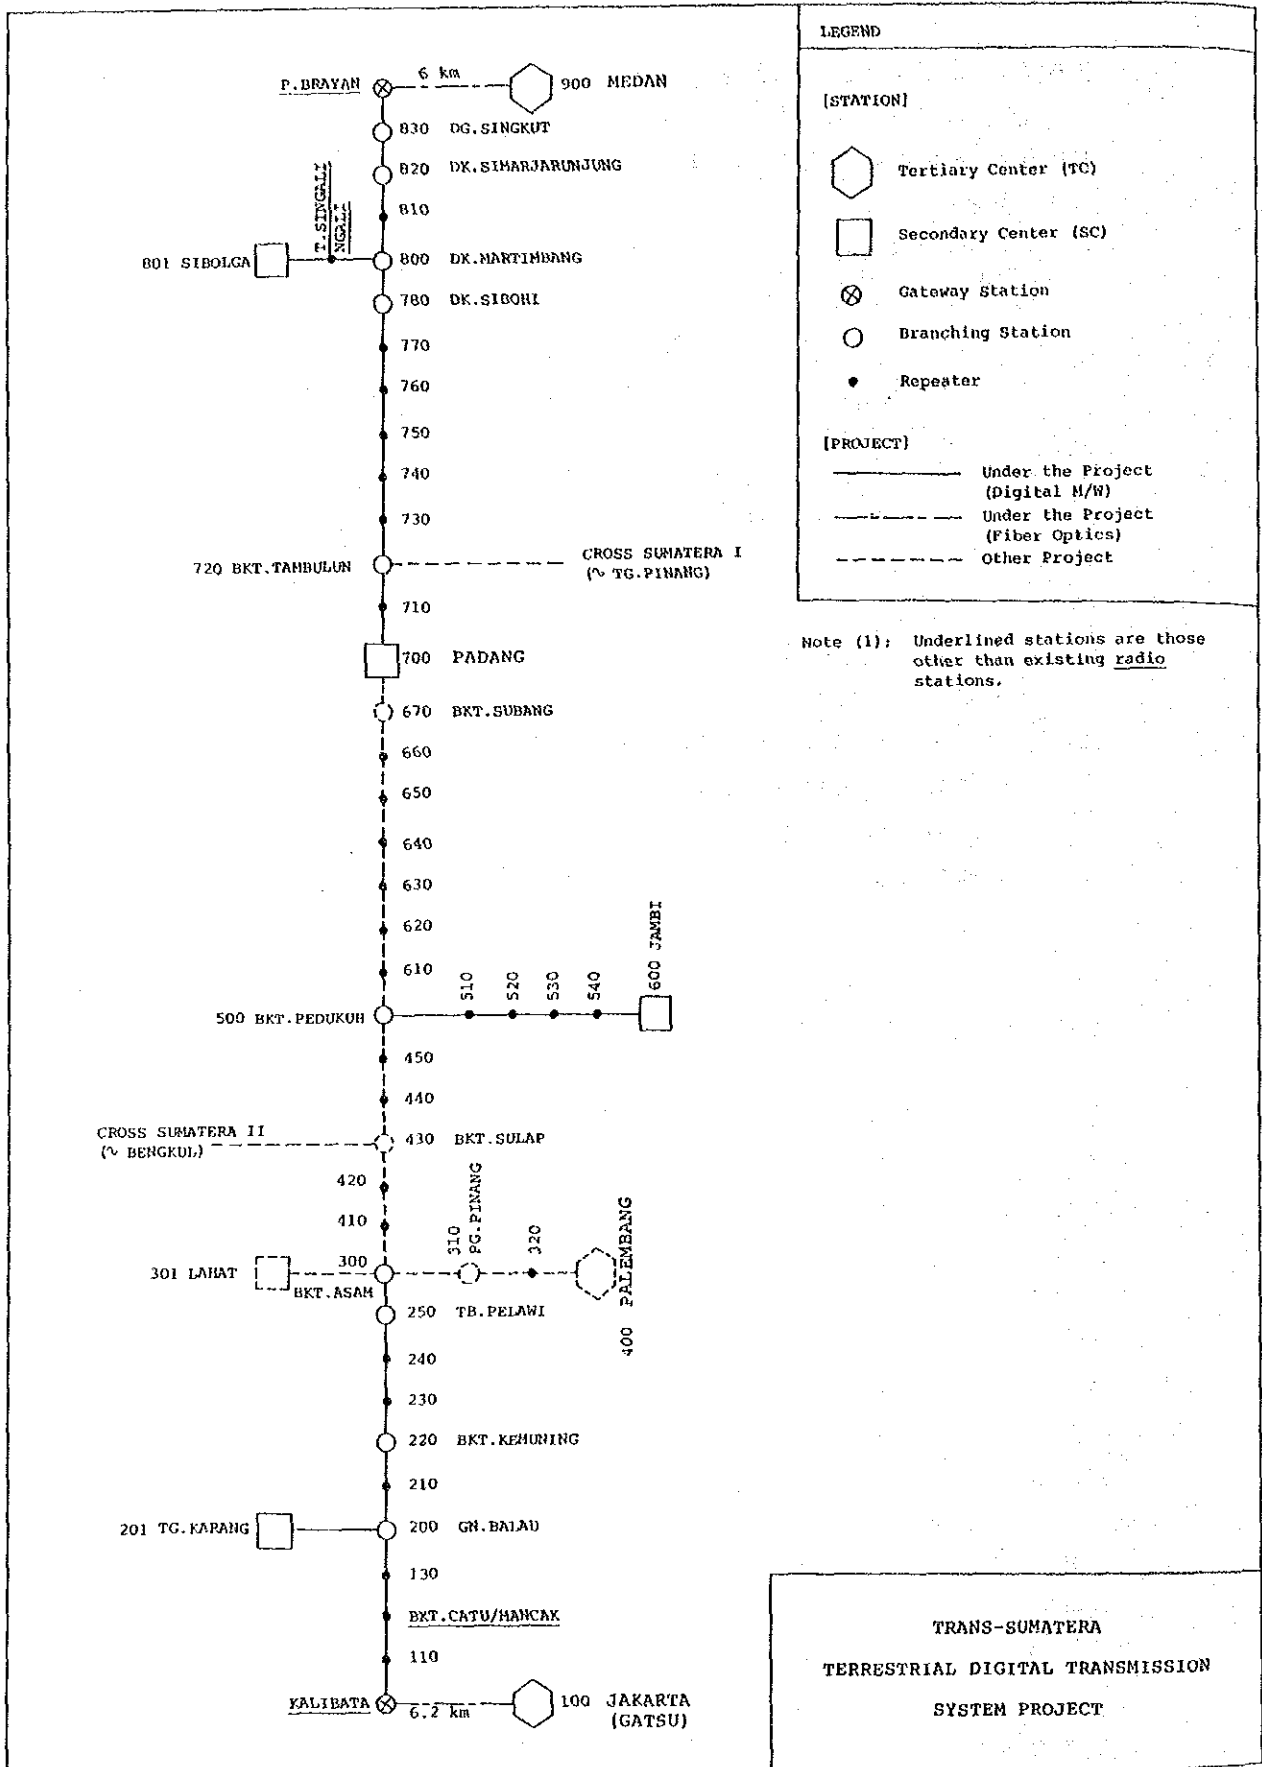 LEGEND
[STATION]
Tertiary Center (TC)
Secondary Center (SC)
Gateway Station
Branching Station
Repeater
[PROJECT]
Under the Project
(Digital M/W)
Under the Project
(Fiber Optics)
Other Project
Note (1); Underlined stations are those
other than existing radio
stations.
P.BRAYAN 6 km 900 MEDAN
830 DG.SINGKUT
820 DK.SIMARJARUNJUNG
T.SINGALI
NGALI
810
801 SIBOLGA 800 DK.MARTIMBANG
780 DK.SIBOHI
770
760
750
740
730
720 BKT.TAMBULUN CROSS SUMATERA I
(~ TG.PINANG)
710
700 PADANG
670 BKT.SUBANG
660
650
640
630
620
610
500 BKT.PEDUKUH 510 520 530 540 600 JAMBI
450
440
CROSS SUMATERA II
(~ BENGKUL) 430 BKT.SULAP
420
410
301 LAHAT 300 310 PG.PINANG 320 400 PALEMBANG
BKT.ASAM
250 TB.PELAWI
240
230
220 BKT.KEMUNING
210
201 TG.KARANG 200 GN.BALAU
130
BKT.CATU/MANCAK
110
KALIBATA 6.2 km 100 JAKARTA
(GATSU)
TRANS-SUMATERA
TERRESTRIAL DIGITAL TRANSMISSION
SYSTEM PROJECT